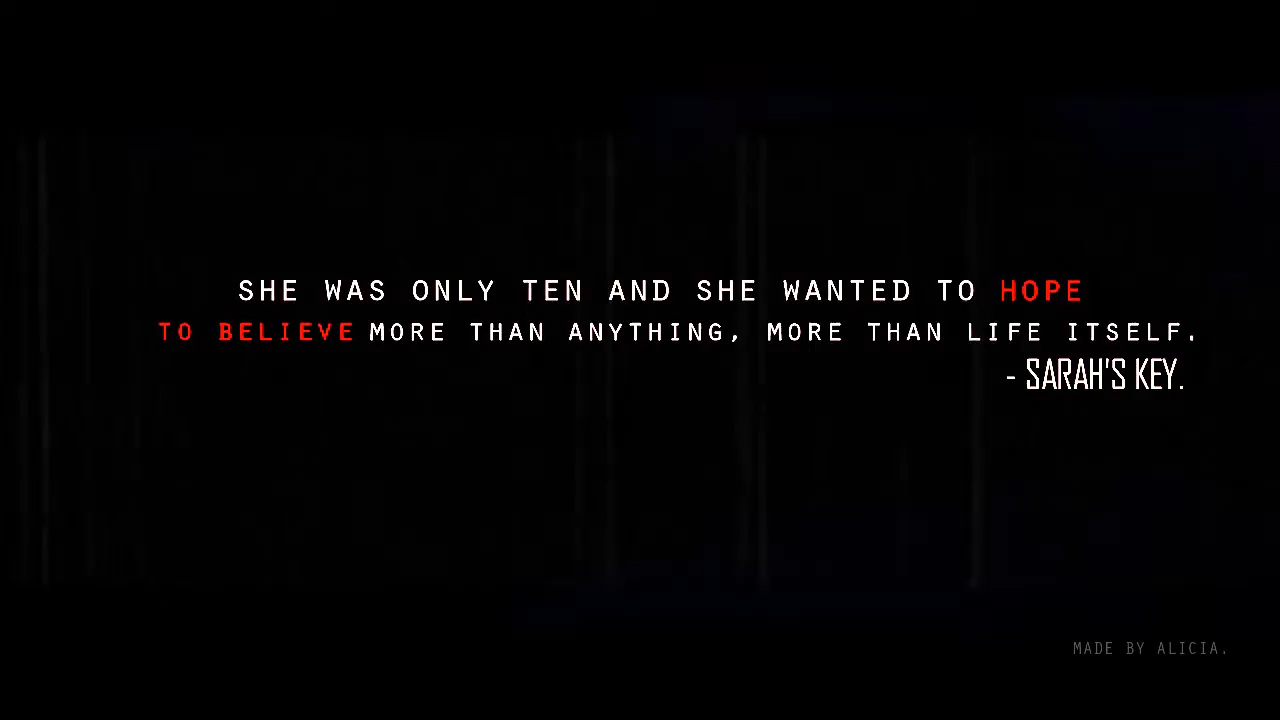 SHE WAS ONLY TEN AND SHE WANTED TO HOPE
TO BELIEVE MORE THAN ANYTHING, MORE THAN LIFE ITSELF.
- SARAH'S KEY.
MADE BY ALICIA.